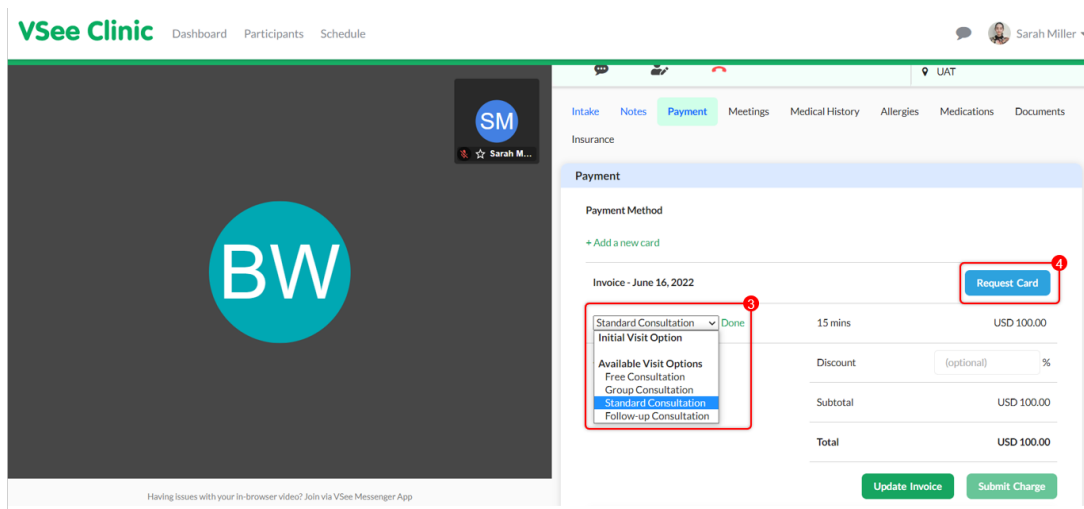 VSee Clinic Dashboard Participants Schedule Sarah Miller
UAT
SM
Sarah M...
BW
Having issues with your in-browser video? Join via VSee Messenger App
Intake Notes Payment Meetings Medical History Allergies Medications Documents
Insurance
Payment
Payment Method
+ Add a new card
Invoice - June 16, 2022
Request Card
4
3
Standard Consultation Done 15 mins USD 100.00
Initial Visit Option
Available Visit Options
Free Consultation
Group Consultation
Standard Consultation
Follow-up Consultation
Discount (optional) %
Subtotal USD 100.00
Total USD 100.00
Update Invoice Submit Charge